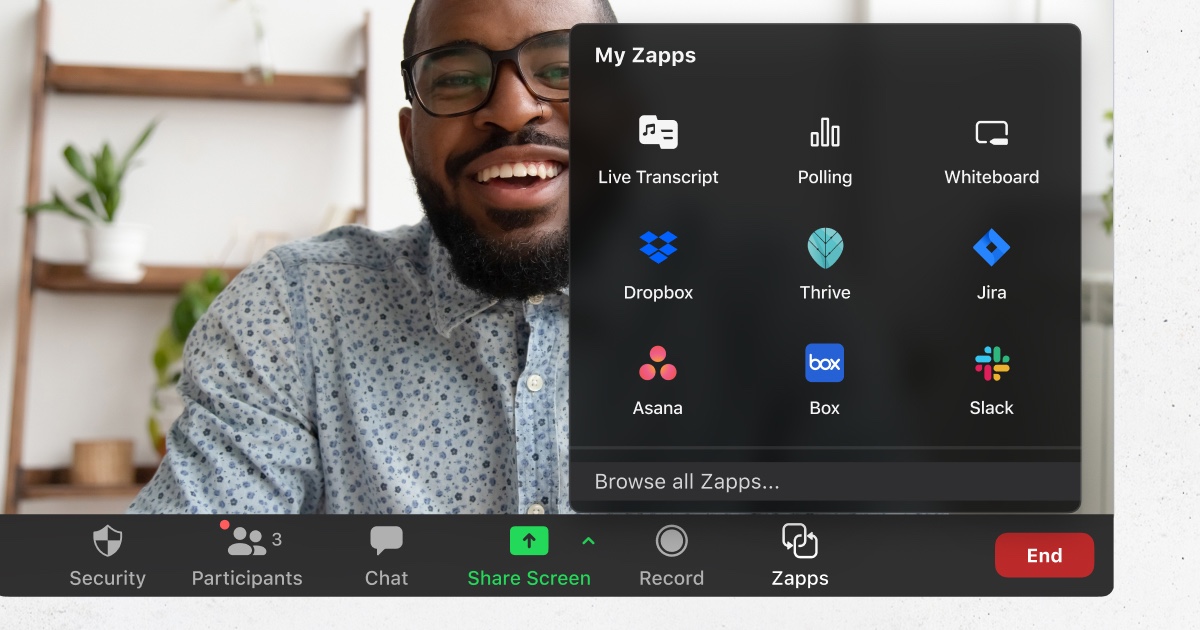 My Zapps
Live Transcript
Polling
Whiteboard
Dropbox
Thrive
Jira
box
Asana
Box
Slack
Browse all Zapps...
3
Security
Participants
Chat
Share Screen
Record
Zapps
End